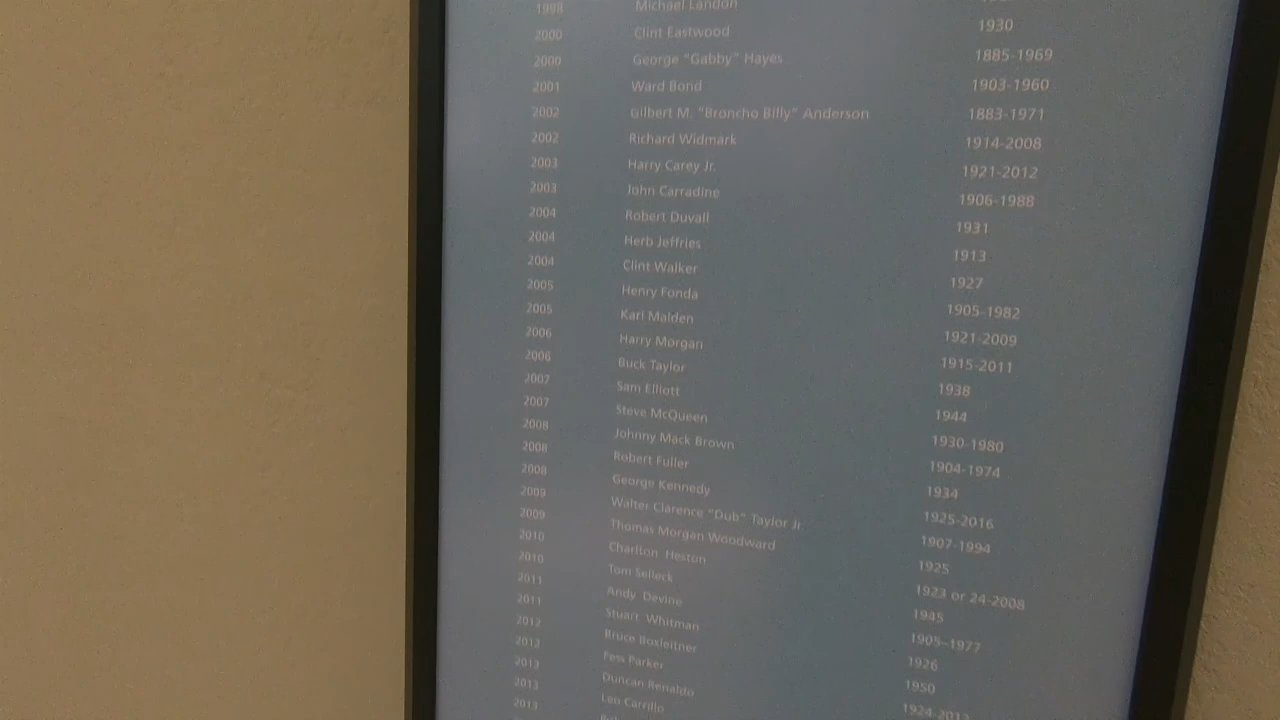 1998 Michael Landon
2000 Clint Eastwood 1930
2000 George "Gabby" Hayes 1885-1969
2001 Ward Bond 1903-1960
2002 Gilbert M. "Broncho Billy" Anderson 1883-1971
2002 Richard Widmark 1914-2008
2003 Harry Carey Jr. 1921-2012
2003 John Carradine 1906-1988
2004 Robert Duvall 1931
2004 Herb Jeffries 1913
2004 Clint Walker 1927
2005 Henry Fonda 1905-1982
2005 Karl Malden 1921-2009
2006 Harry Morgan 1915-2011
2006 Buck Taylor 1938
2007 Sam Elliott 1944
2007 Steve McQueen 1930-1980
2008 Johnny Mack Brown 1904-1974
2008 Robert Fuller 1934
2008 George Kennedy 1925-2016
2009 Walter Clarence "Dub" Taylor Jr 1907-1994
2009 Thomas Morgan Woodward 1925
2010 Charlton Heston 1923 or 24-2008
2010 Tom Selleck 1945
2011 Andy Devine 1905-1977
2011 Stuart Whitman 1926
2012 Bruce Boxleitner 1950
2012 Fess Parker
2013 Duncan Renaldo
2013 Leo Carrillo
2013